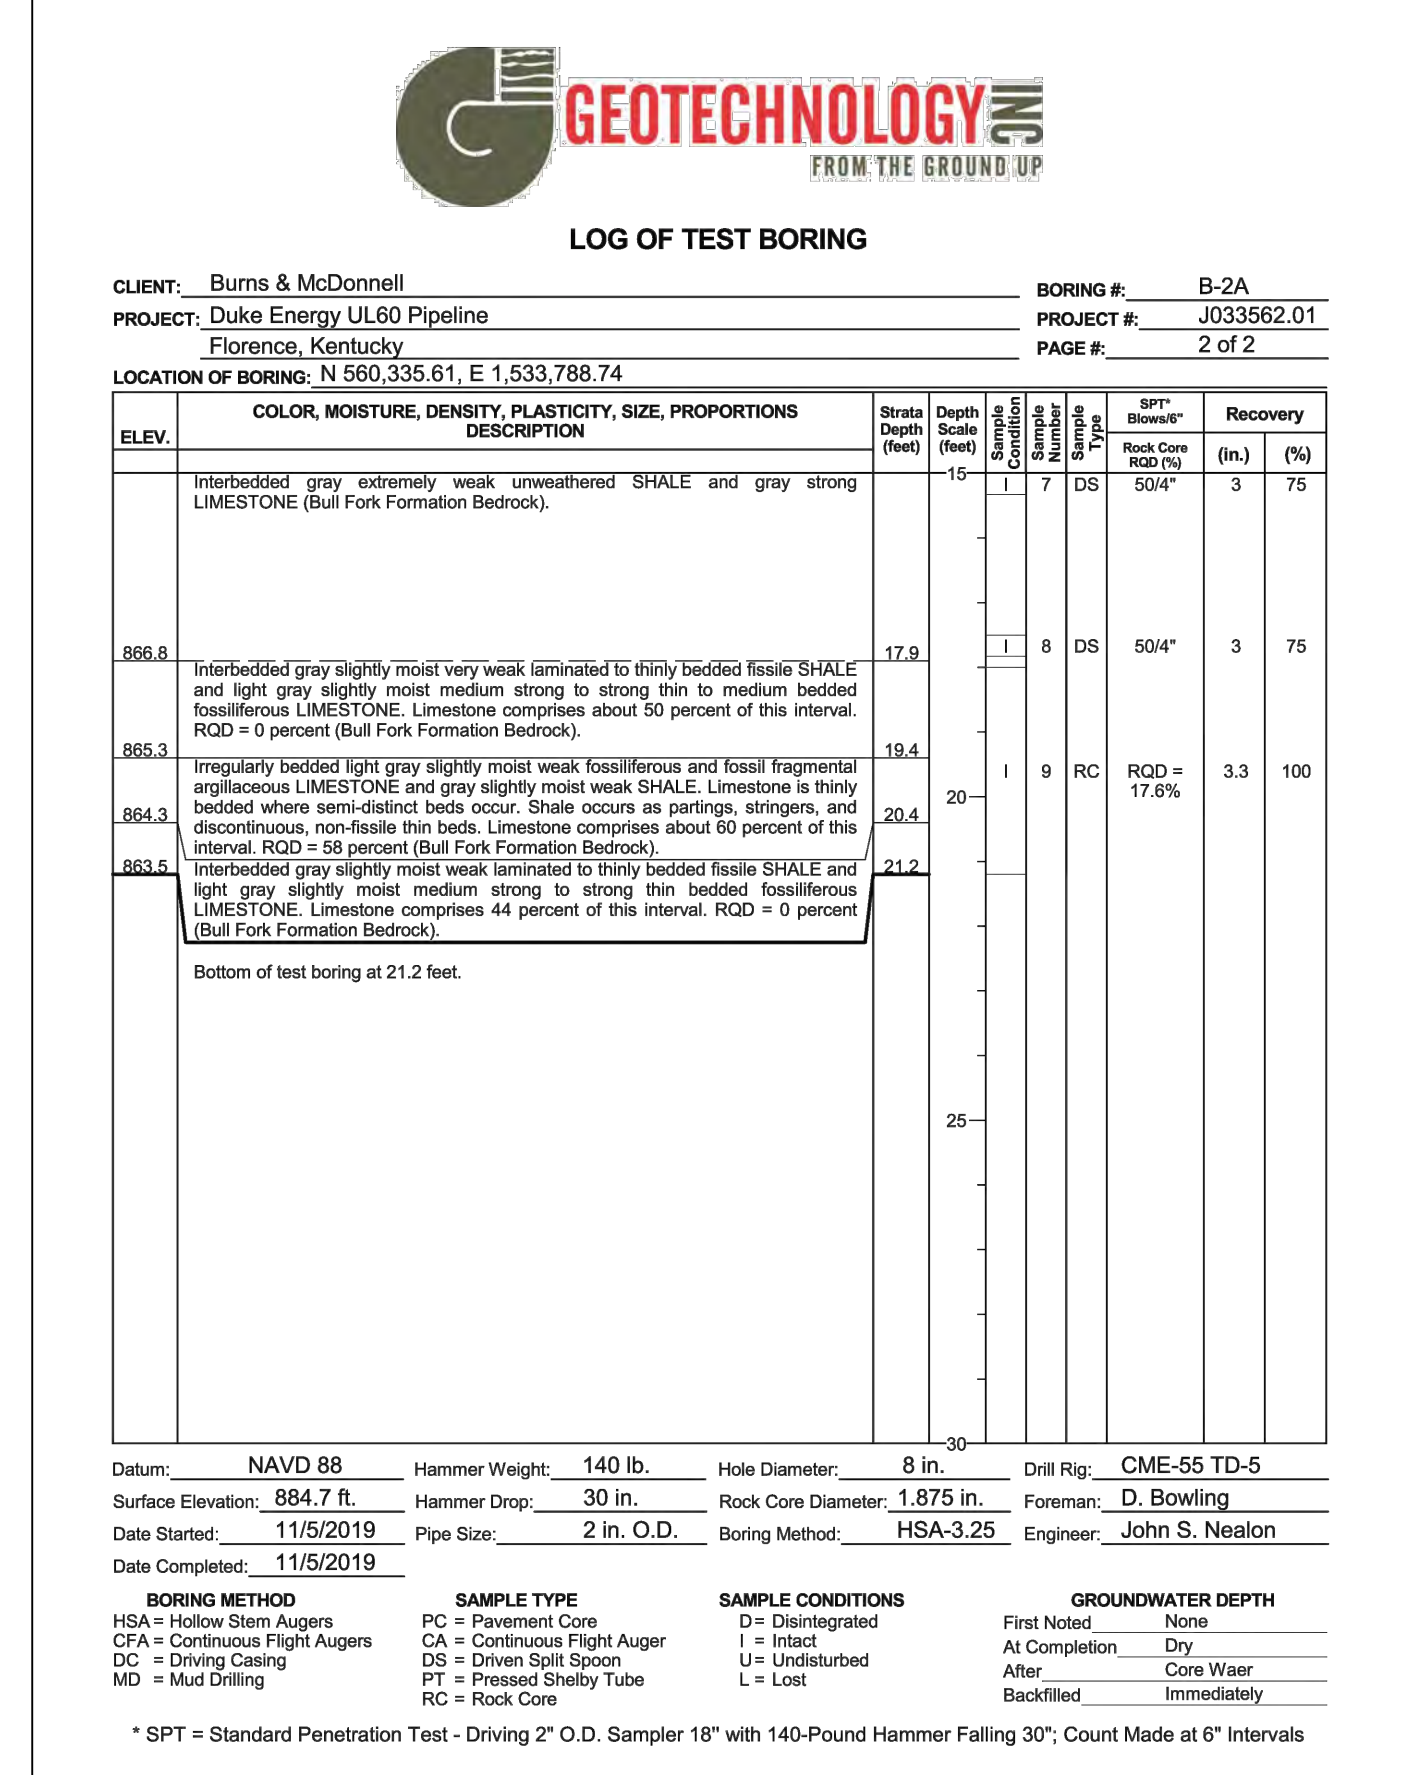 GEOTECHNOLOGY INC
FROM THE GROUND UP
LOG OF TEST BORING
CLIENT: Burns & McDonnell
BORING #: B-2A
PROJECT: Duke Energy UL60 Pipeline
PROJECT #: J033562.01
Florence, Kentucky
PAGE #: 2 of 2
LOCATION OF BORING: N 560,335.61, E 1,533,788.74
ELEV.
COLOR, MOISTURE, DENSITY, PLASTICITY, SIZE, PROPORTIONS
DESCRIPTION
Strata
Depth
(feet)
Depth
Scale
(feet)
Sample
Condition
Sample
Number
Sample
Type
SPT*
Blows/6"
Rock Core
RQD (%)
Recovery
(in.) (%)
15
Interbedded gray extremely weak unweathered SHALE and gray strong
LIMESTONE (Bull Fork Formation Bedrock).
I 7 DS 50/4" 3 75
866.8 17.9
I 8 DS 50/4" 3 75
Interbedded gray slightly moist very weak laminated to thinly bedded fissile SHALE
and light gray slightly moist medium strong to strong thin to medium bedded
fossiliferous LIMESTONE. Limestone comprises about 50 percent of this interval.
RQD = 0 percent (Bull Fork Formation Bedrock).
865.3 19.4
Irregularly bedded light gray slightly moist weak fossiliferous and fossil fragmental
argillaceous LIMESTONE and gray slightly moist weak SHALE. Limestone is thinly
bedded where semi-distinct beds occur. Shale occurs as partings, stringers, and
discontinuous, non-fissile thin beds. Limestone comprises about 60 percent of this
interval. RQD = 58 percent (Bull Fork Formation Bedrock).
I 9 RC RQD = 3.3 100
17.6%
20
864.3 20.4
863.5 21.2
Interbedded gray slightly moist weak laminated to thinly bedded fissile SHALE and
light gray slightly moist medium strong to strong thin bedded fossiliferous
LIMESTONE. Limestone comprises 44 percent of this interval. RQD = 0 percent
(Bull Fork Formation Bedrock).
Bottom of test boring at 21.2 feet.
25
30
Datum: NAVD 88 Hammer Weight: 140 lb. Hole Diameter: 8 in. Drill Rig: CME-55 TD-5
Surface Elevation: 884.7 ft. Hammer Drop: 30 in. Rock Core Diameter: 1.875 in. Foreman: D. Bowling
Date Started: 11/5/2019 Pipe Size: 2 in. O.D. Boring Method: HSA-3.25 Engineer: John S. Nealon
Date Completed: 11/5/2019
BORING METHOD
HSA = Hollow Stem Augers
CFA = Continuous Flight Augers
DC = Driving Casing
MD = Mud Drilling
SAMPLE TYPE
PC = Pavement Core
CA = Continuous Flight Auger
DS = Driven Split Spoon
PT = Pressed Shelby Tube
RC = Rock Core
SAMPLE CONDITIONS
D = Disintegrated
I = Intact
U = Undisturbed
L = Lost
GROUNDWATER DEPTH
First Noted None
At Completion Dry
After Core Waer
Backfilled Immediately
* SPT = Standard Penetration Test - Driving 2" O.D. Sampler 18" with 140-Pound Hammer Falling 30"; Count Made at 6" Intervals